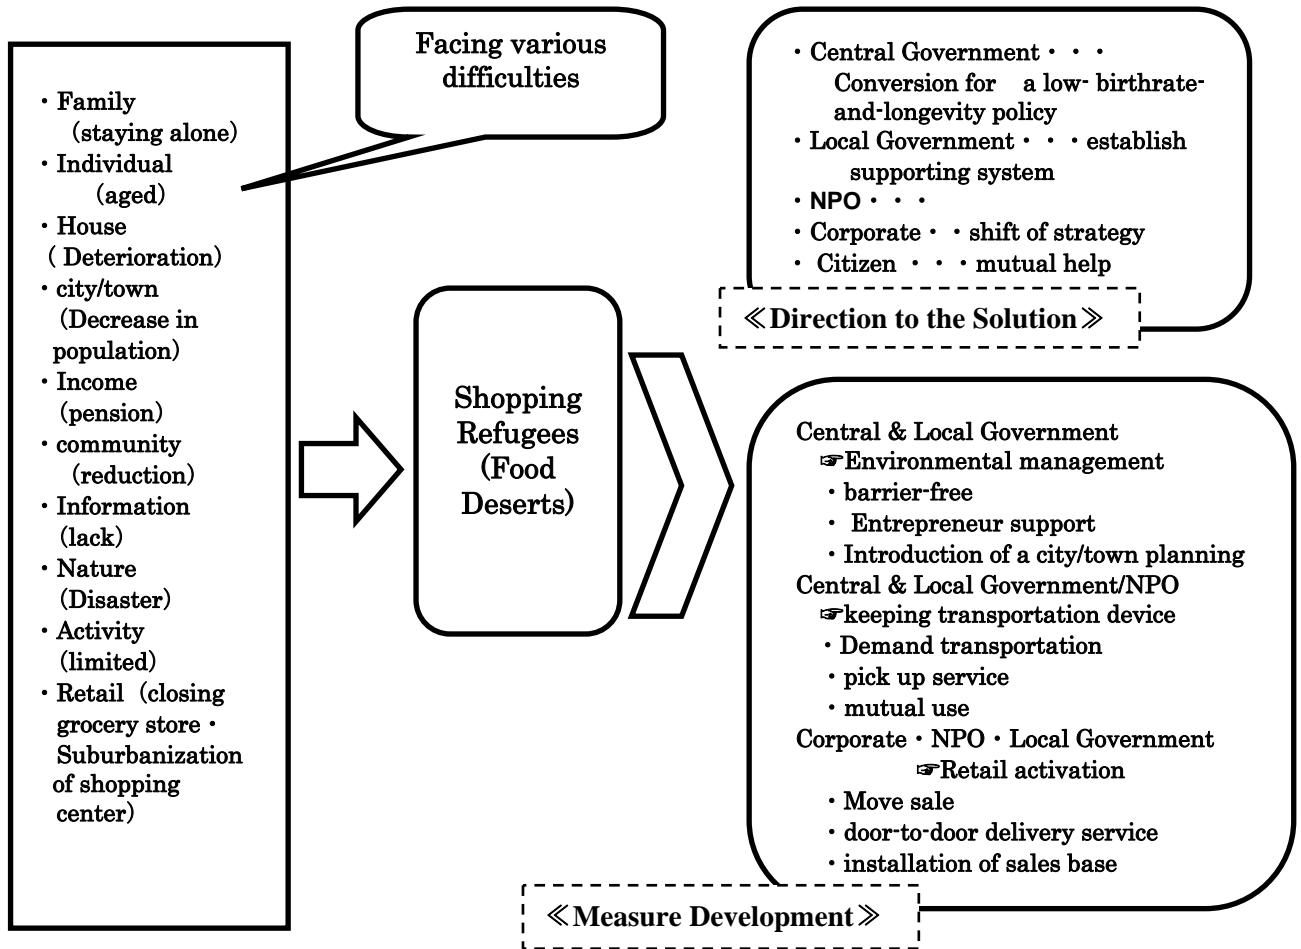 Facing various
difficulties
・Family
（staying alone）
・Individual
（aged）
・House
（ Deterioration）
・city/town
（Decrease in
population）
・Income
（pension）
・community
（reduction）
・Information
（lack）
・Nature
（Disaster）
・Activity
（limited）
・Retail（closing
grocery store・
Suburbanization
of shopping
center）
Shopping
Refugees
（Food
Deserts）
・Central Government・・・
Conversion for a low- birthrate-
and-longevity policy
・Local Government・・・establish
supporting system
・NPO・・・
・Corporate・・shift of strategy
・ Citizen ・・・mutual help
≪Direction to the Solution≫
Central & Local Government
☞Environmental management
・barrier-free
・ Entrepreneur support
・Introduction of a city/town planning
Central & Local Government/NPO
☞keeping transportation device
・Demand transportation
・pick up service
・mutual use
Corporate・NPO・Local Government
☞Retail activation
・Move sale
・door-to-door delivery service
・installation of sales base
≪Measure Development≫